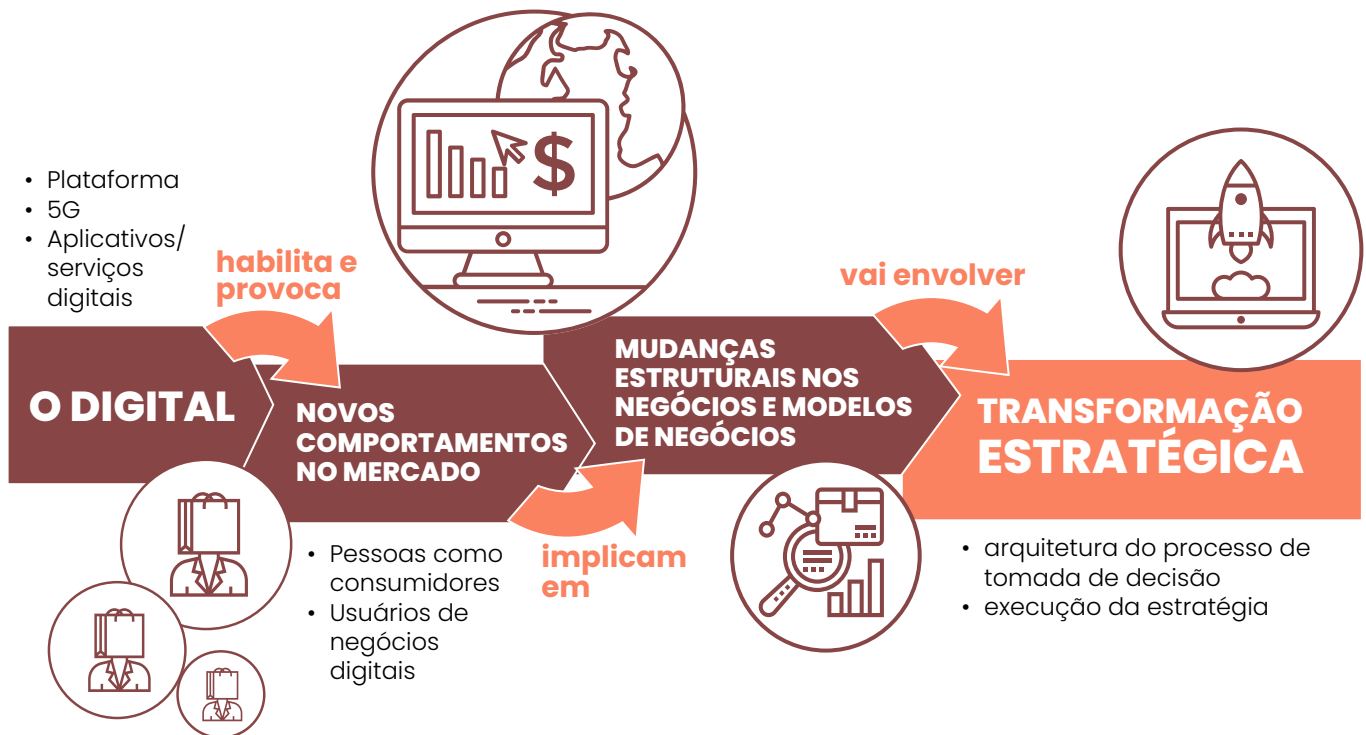 • Plataforma
• 5G
• Aplicativos/
serviços
digitais
O DIGITAL
habilita e
provoca
NOVOS
COMPORTAMENTOS
NO MERCADO
• Pessoas como
consumidores
• Usuários de
negócios
digitais
implicam
em
$
MUDANÇAS
ESTRUTURAIS NOS
NEGÓCIOS E MODELOS
DE NEGÓCIOS
vai envolver
TRANSFORMAÇÃO
ESTRATÉGICA
• arquitetura do processo de
tomada de decisão
• execução da estratégia